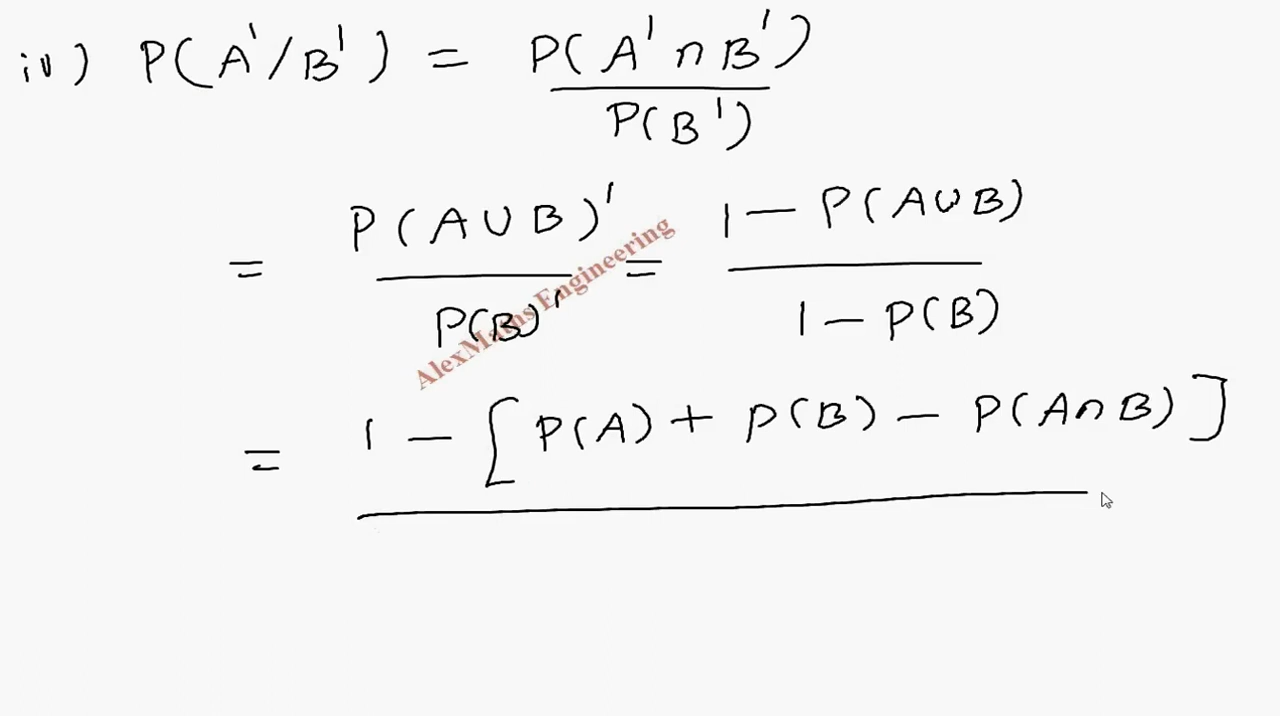 iv) P(A'/B') = P(A' ∩ B')
P(B')
= P(A ∪ B)' = 1 − P(A ∪ B)
P(B)' 1 − P(B)
AlexMaths Engineering
= 1 − [P(A) + P(B) − P(A ∩ B)]